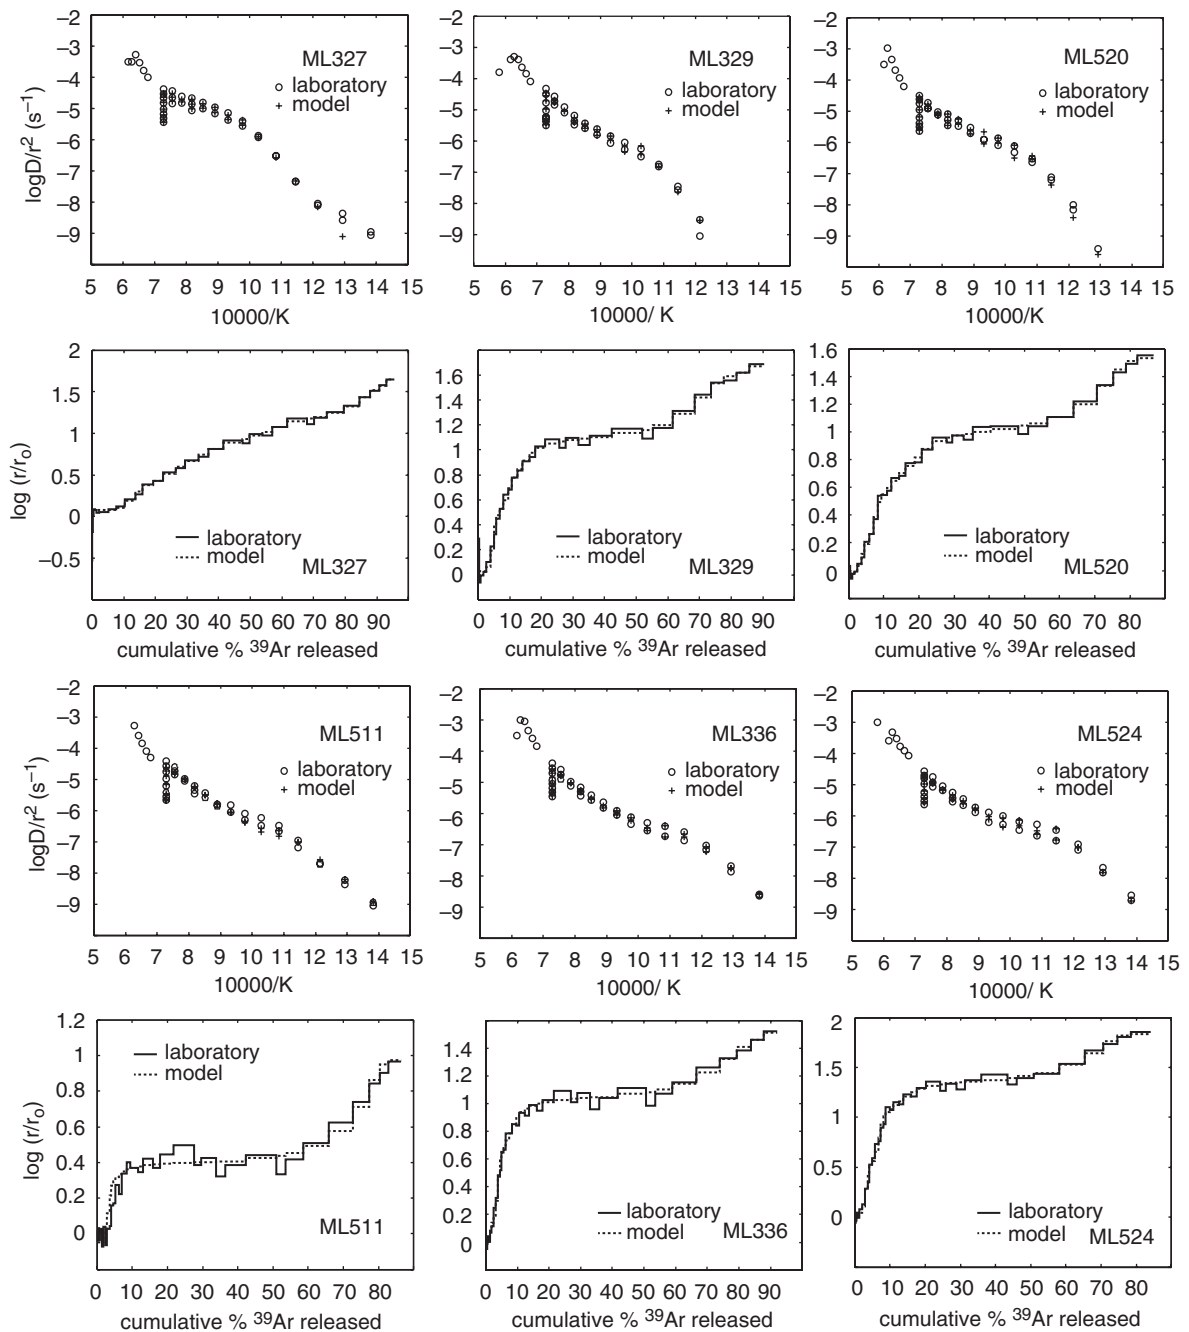 −2
−3
−4
−5
−6
−7
−8
−9
logD/r² (s⁻¹)
ML327
laboratory
model
5 6 7 8 9 10 11 12 13 14 15
10000/K
−2
−3
−4
−5
−6
−7
−8
−9
ML329
laboratory
model
5 6 7 8 9 10 11 12 13 14 15
10000/ K
−2
−3
−4
−5
−6
−7
−8
−9
ML520
laboratory
model
5 6 7 8 9 10 11 12 13 14 15
10000/K
2
1.5
1
0.5
0
−0.5
log (r/rₒ)
laboratory
model
ML327
0 10 20 30 40 50 60 70 80 90
cumulative % ³⁹Ar released
1.6
1.4
1.2
1
0.8
0.6
0.4
0.2
0
laboratory
model
ML329
0 10 20 30 40 50 60 70 80 90
cumulative % ³⁹Ar released
1.6
1.4
1.2
1
0.8
0.6
0.4
0.2
0
laboratory
model
ML520
0 10 20 30 40 50 60 70 80
cumulative % ³⁹Ar released
−2
−3
−4
−5
−6
−7
−8
−9
logD/r² (s⁻¹)
ML511
laboratory
model
5 6 7 8 9 10 11 12 13 14 15
10000/K
−2
−3
−4
−5
−6
−7
−8
−9
ML336
laboratory
model
5 6 7 8 9 10 11 12 13 14 15
10000/ K
−2
−3
−4
−5
−6
−7
−8
−9
ML524
laboratory
model
5 6 7 8 9 10 11 12 13 14 15
10000/K
1.2
1
0.8
0.6
0.4
0.2
0
log (r/rₒ)
laboratory
model
ML511
0 10 20 30 40 50 60 70 80
cumulative % ³⁹Ar released
1.4
1.2
1
0.8
0.6
0.4
0.2
0
laboratory
model
ML336
0 10 20 30 40 50 60 70 80 90
cumulative % ³⁹Ar released
2
1.5
1
0.5
0
laboratory
model
ML524
0 10 20 30 40 50 60 70 80
cumulative % ³⁹Ar released